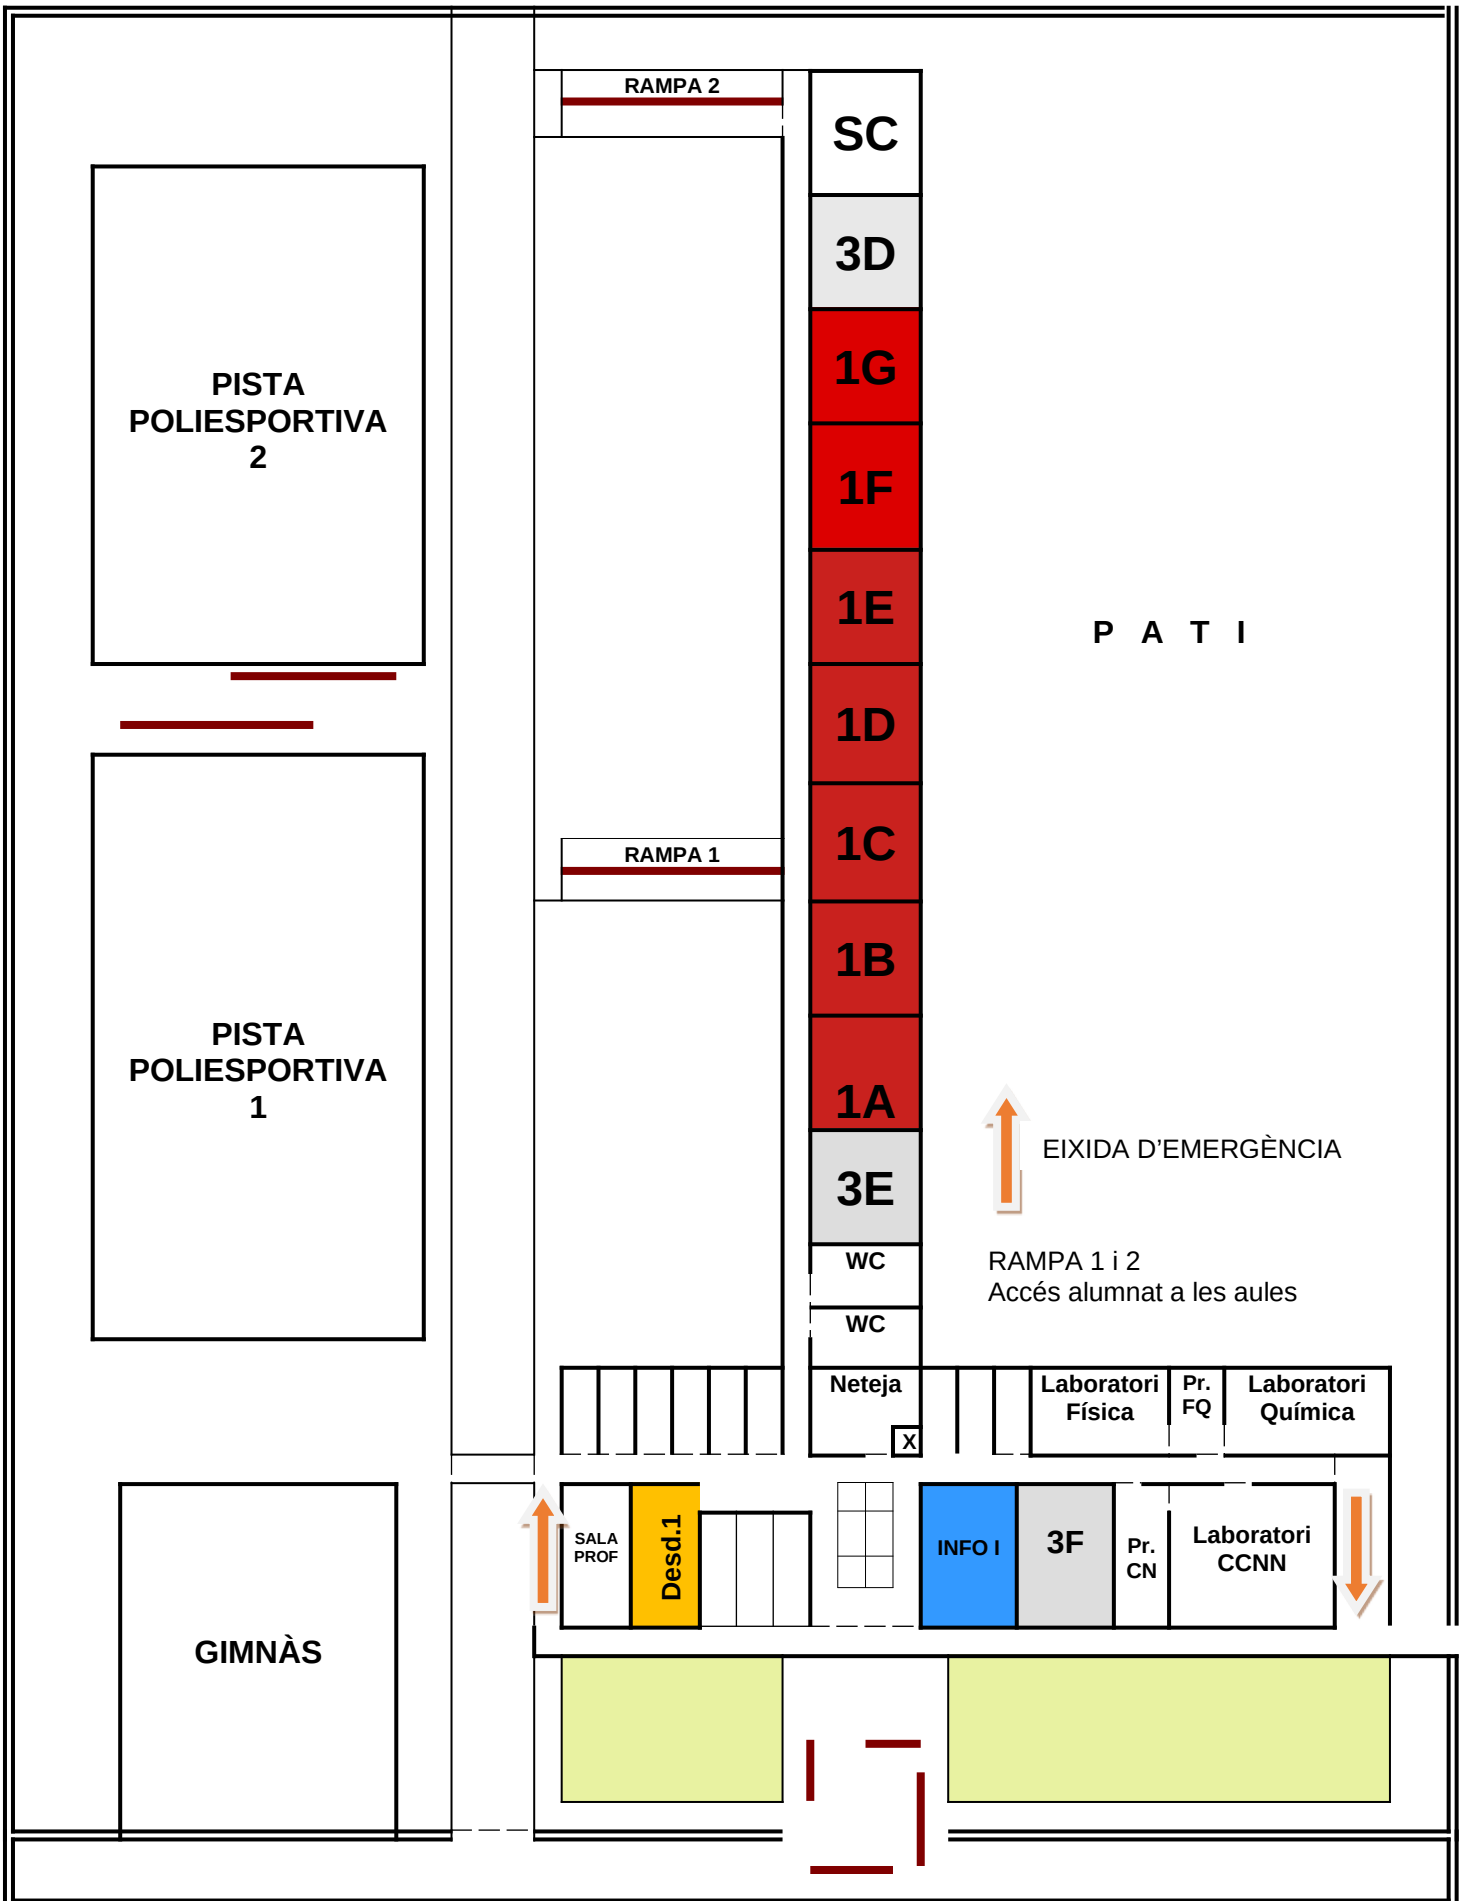 RAMPA 2
SC
3D
1G
PISTA
POLIESPORTIVA
2
1F
1E
P A T I
1D
1C
RAMPA 1
1B
PISTA
POLIESPORTIVA
1
1A
EIXIDA D'EMERGÈNCIA
3E
RAMPA 1 i 2
Accés alumnat a les aules
WC
WC
Neteja
X
Laboratori
Física
Pr.
FQ
Laboratori
Química
SALA
PROF
Desd.1
INFO I
3F
Pr.
CN
Laboratori
CCNN
GIMNÀS